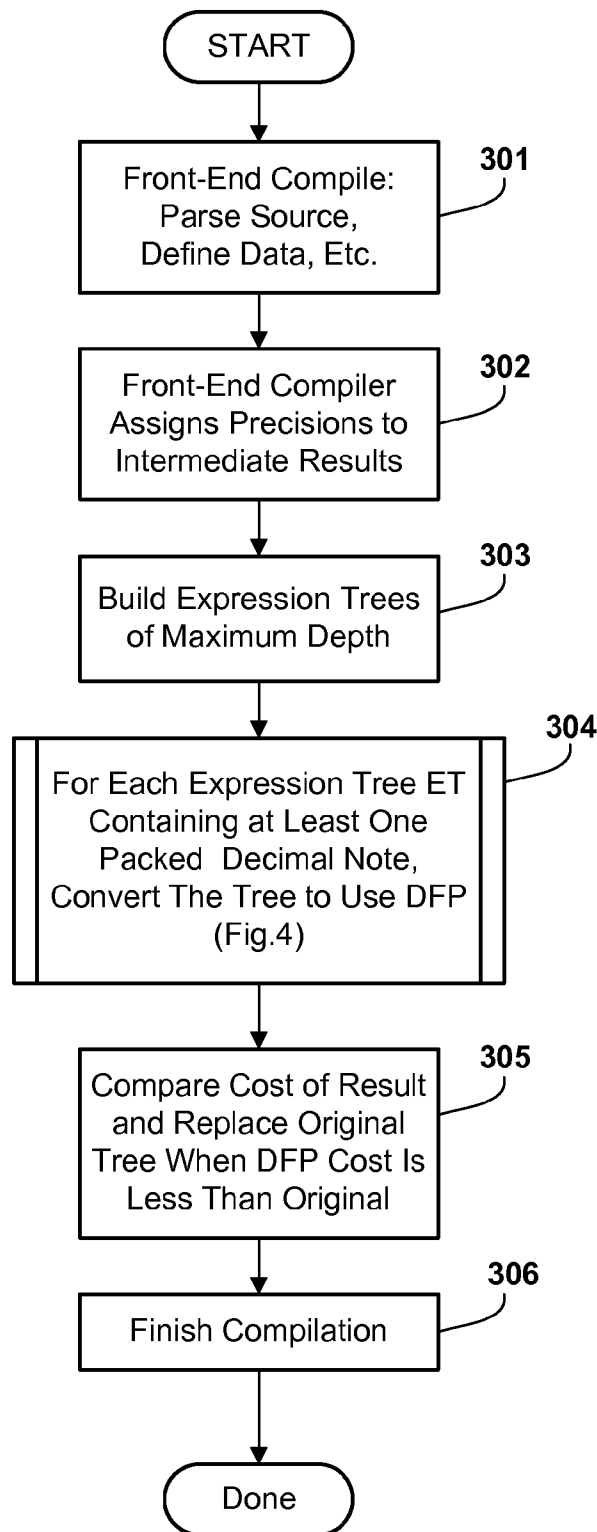 START
301
Front-End Compile:
Parse Source,
Define Data, Etc.
302
Front-End Compiler
Assigns Precisions to
Intermediate Results
303
Build Expression Trees
of Maximum Depth
304
For Each Expression Tree ET
Containing at Least One
Packed Decimal Note,
Convert The Tree to Use DFP
(Fig.4)
305
Compare Cost of Result
and Replace Original
Tree When DFP Cost Is
Less Than Original
306
Finish Compilation
Done